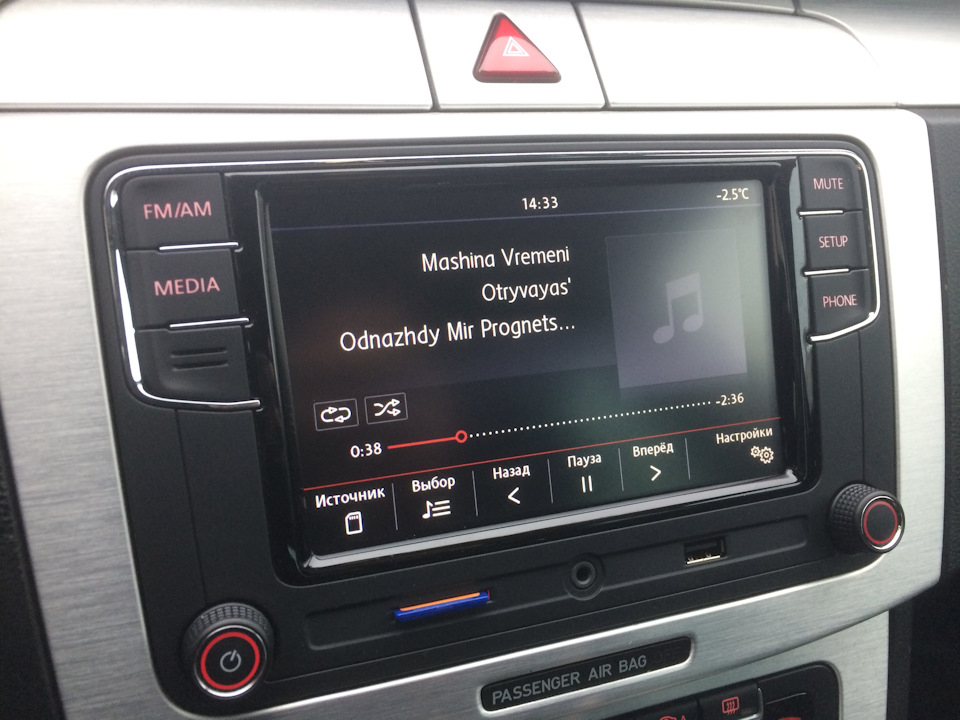 FM/AM
MEDIA
MUTE
SETUP
PHONE
14:33
-2.5°C
Mashina Vremeni
Otryvayas'
Odnazhdy Mir Prognets...
0:38
-2:36
Источник
Выбор
Назад
Пауза
Вперёд
Настройки
PASSENGER AIR BAG